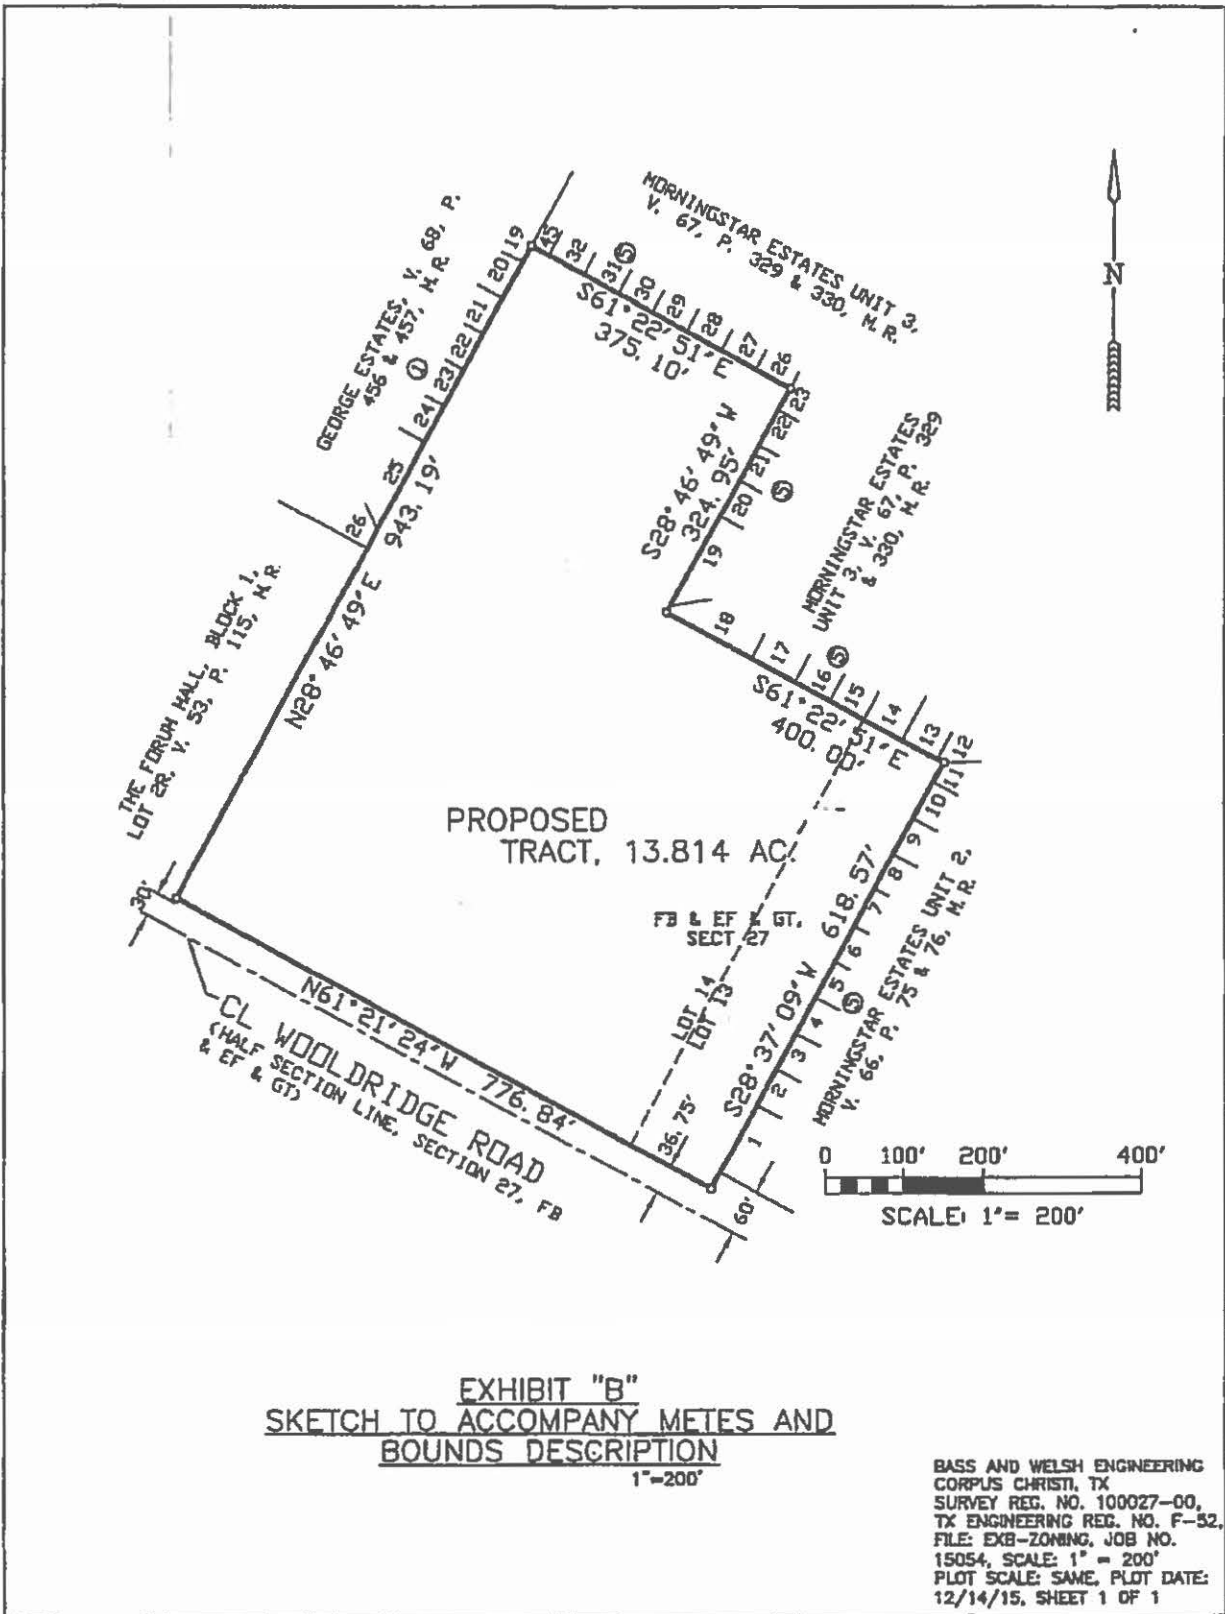 MORNINGSTAR ESTATES UNIT 3,
V. 67, P. 329 & 330, M.R.
N
GEORGE ESTATES, V. 68, P.
456 & 457, M.R.
1
19
20
21
22
23
24
25
26
45
32
31
5
30
29
28
27
26
S61°22'51"E
375.10'
23
22
21
20
19
5
S28°46'49"W
324.95'
MORNINGSTAR ESTATES
UNIT 3, V. 67, P. 329
& 330, M.R.
943.19'
N28°46'49"E
THE FORUM HALL, BLOCK 1,
LOT 2R, V. 53, P. 115, M.R.
18
17
16
5
15
14
13
12
S61°22'51"E
400.00'
11
10
9
8
7
6
5
4
3
2
1
5
PROPOSED
TRACT, 13.814 AC.
FB & EF & GT,
SECT 27
LOT 14
LOT 13
S28°37'09"W 618.57'
MORNINGSTAR ESTATES UNIT 2,
V. 66, P. 75 & 76, M.R.
30'
N61°21'24"W 776.84'
CL WOOLDRIDGE ROAD
(HALF SECTION LINE, SECTION 27, FB
& EF & GT)
36.75'
60'
0 100' 200' 400'
SCALE: 1"= 200'
EXHIBIT "B"
SKETCH TO ACCOMPANY METES AND
BOUNDS DESCRIPTION
1"=200'
BASS AND WELSH ENGINEERING
CORPUS CHRISTI, TX
SURVEY REG. NO. 100027-00,
TX ENGINEERING REG. NO. F-52,
FILE: EXB-ZONING, JOB NO.
15054, SCALE: 1" = 200'
PLOT SCALE: SAME, PLOT DATE:
12/14/15, SHEET 1 OF 1